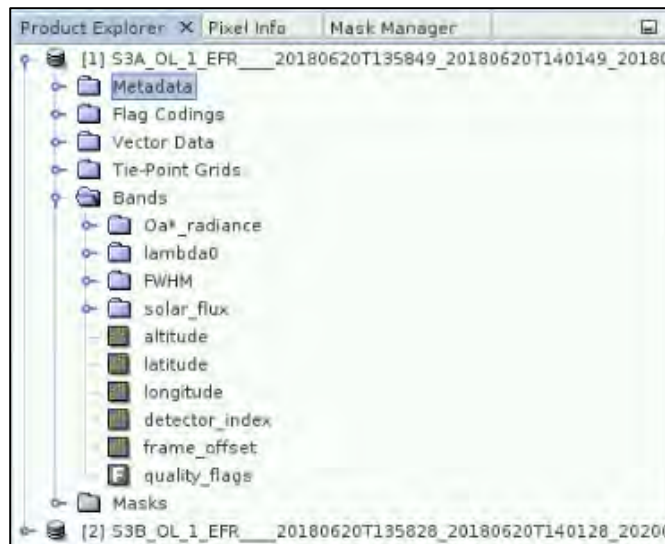 Product Explorer X Pixel Info Mask Manager
[1] S3A_OL_1_EFR____20180620T135849_20180620T140149_20180
Metadata
Flag Codings
Vector Data
Tie-Point Grids
Bands
Oa*_radiance
lambda0
FWHM
solar_flux
altitude
latitude
longitude
detector_index
frame_offset
F quality_flags
Masks
[2] S3B_OL_1_EFR____20180620T135828_20180620T140128_2020